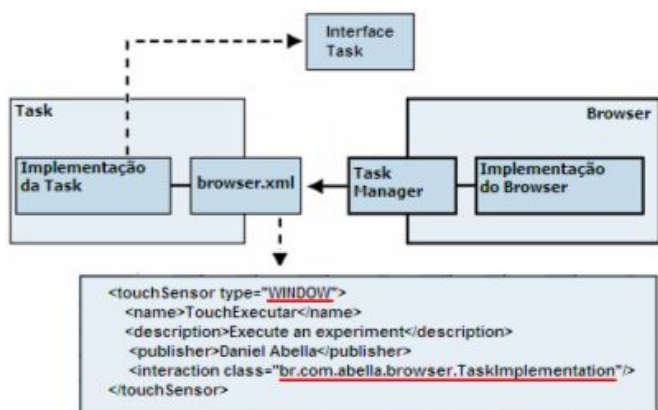 Interface
Task
Task
Browser
Implementação
da Task
browser.xml
Task
Manager
Implementação
do Browser
<touchSensor type="WINDOW">
<name>TouchExecutar</name>
<description>Execute an experiment</description>
<publisher>Daniel Abella</publisher>
<interaction class="br.com.abella.browser.TaskImplementation"/>
</touchSensor>